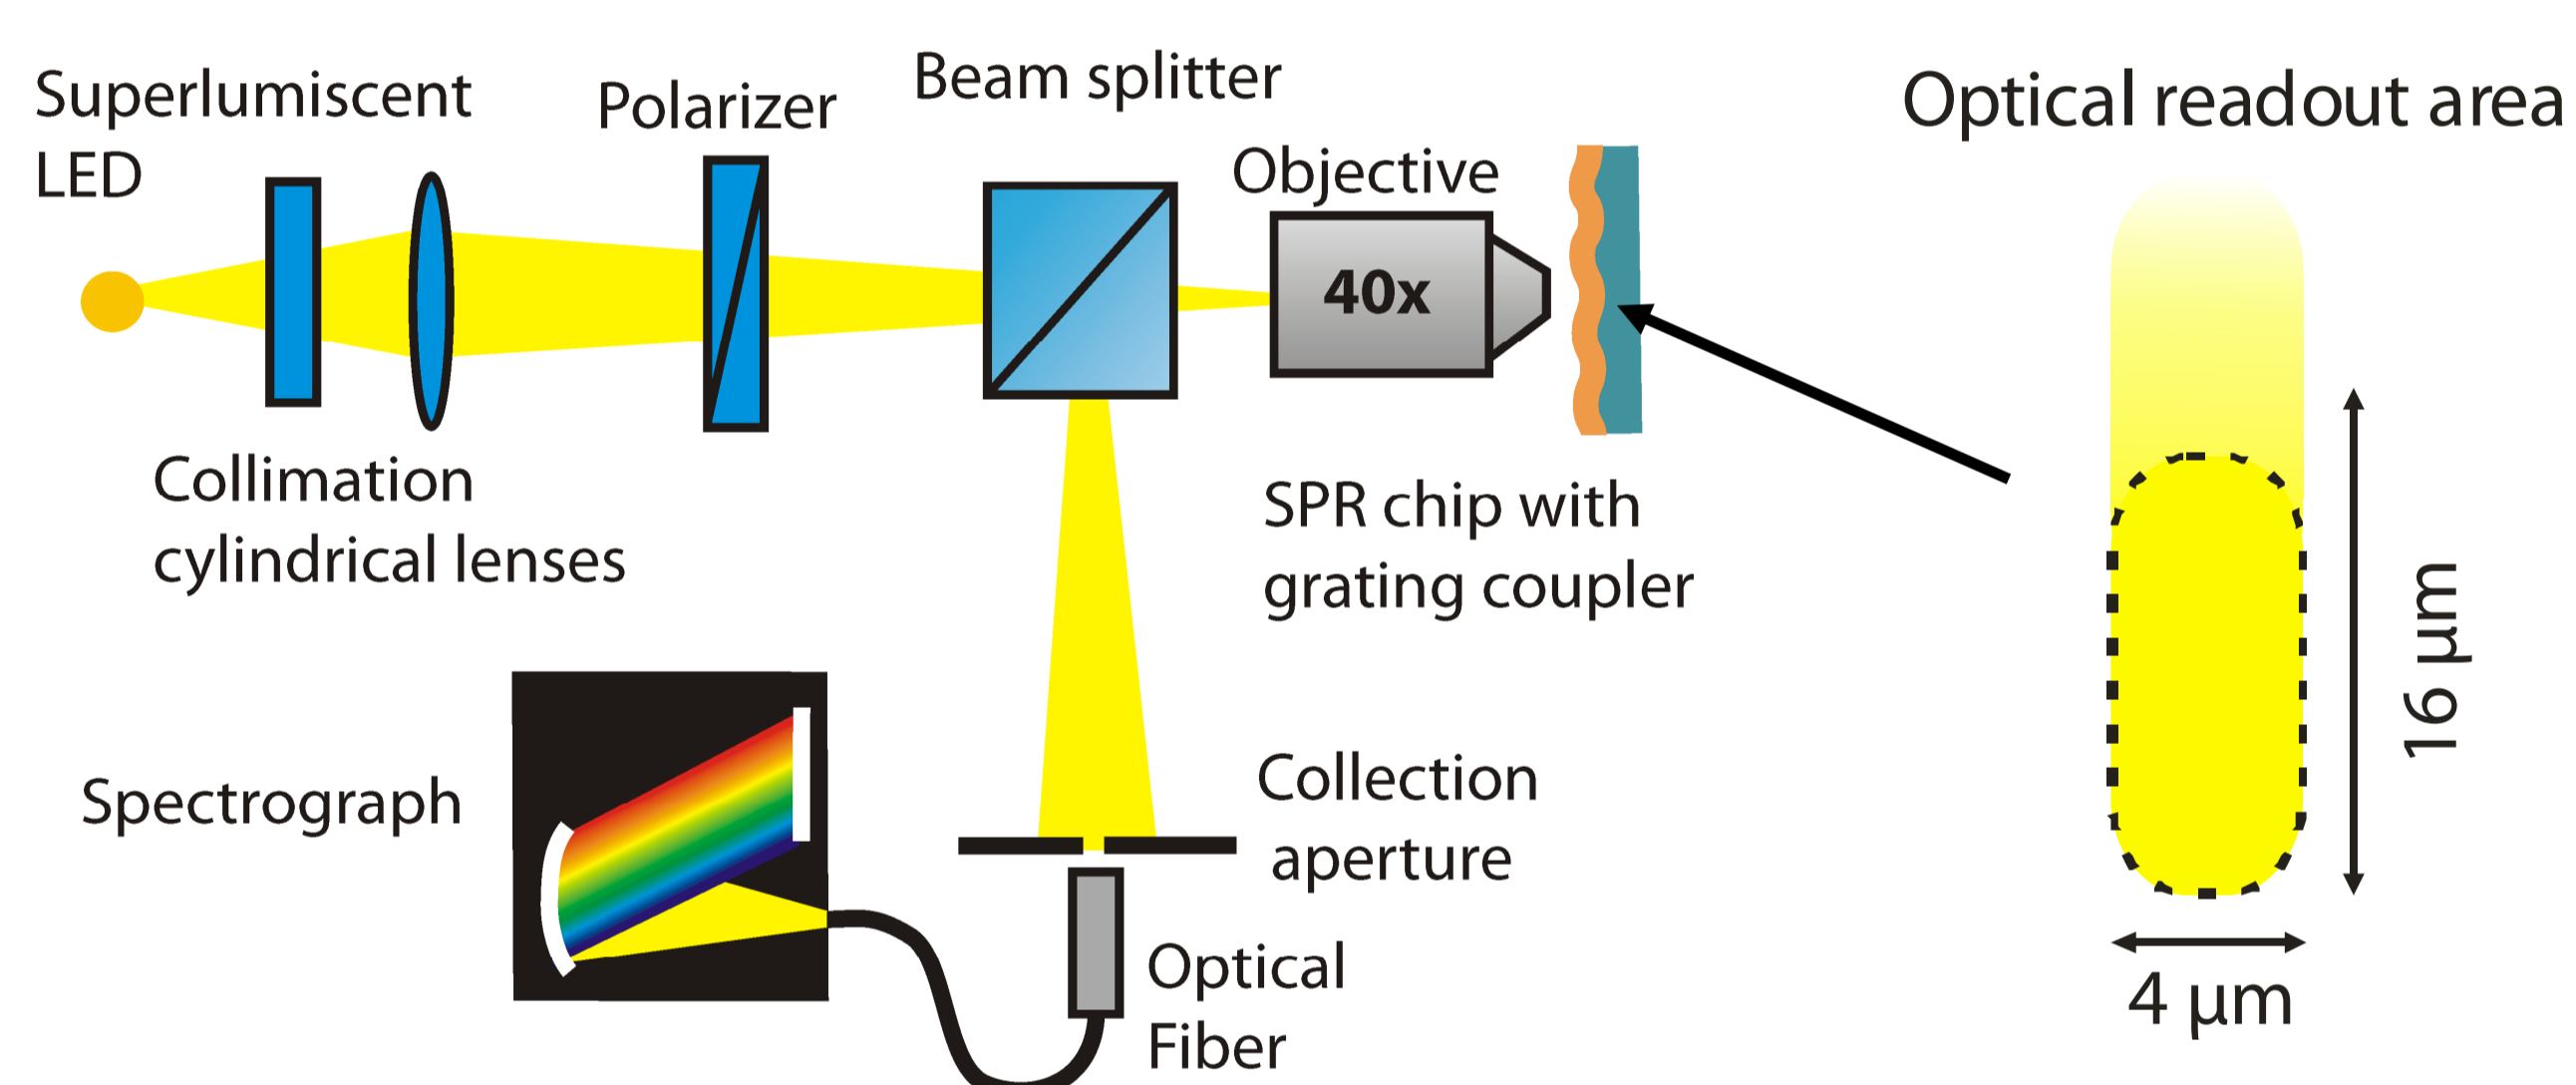 Superlumiscent
LED
Polarizer
Beam splitter
Objective
40x
Optical readout area
Collimation
cylindrical lenses
SPR chip with
grating coupler
16 µm
4 µm
Spectrograph
Collection
aperture
Optical
Fiber